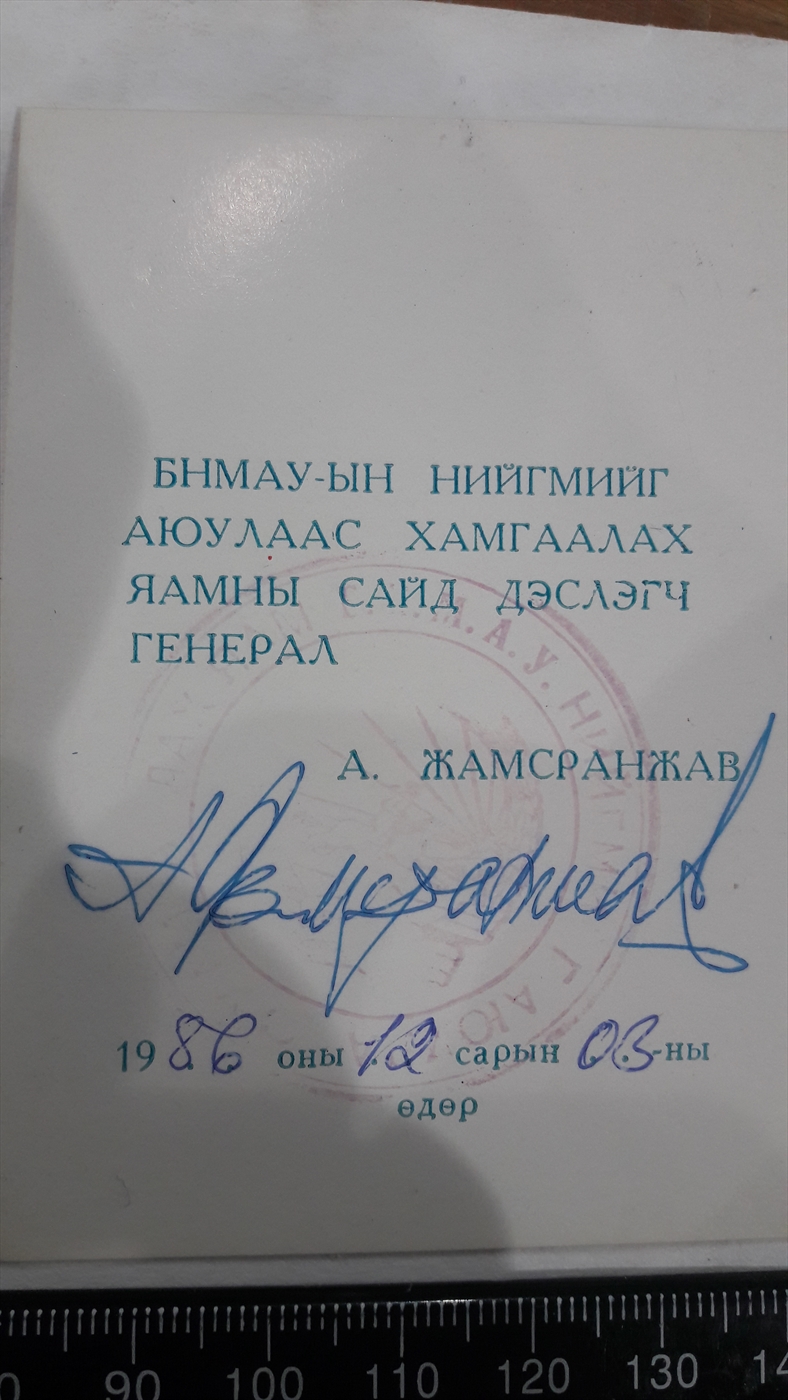 БНМАУ-ЫН НИЙГМИЙГ
АЮУЛААС ХАМГААЛАХ
ЯАМНЫ САЙД ДЭСЛЭГЧ
ГЕНЕРАЛ
М.А.У. НИЙГМ
А. ЖАМСРАНЖАВ
1986 оны 12 сарын 03-ны
өдөр
90 100 110 120 130